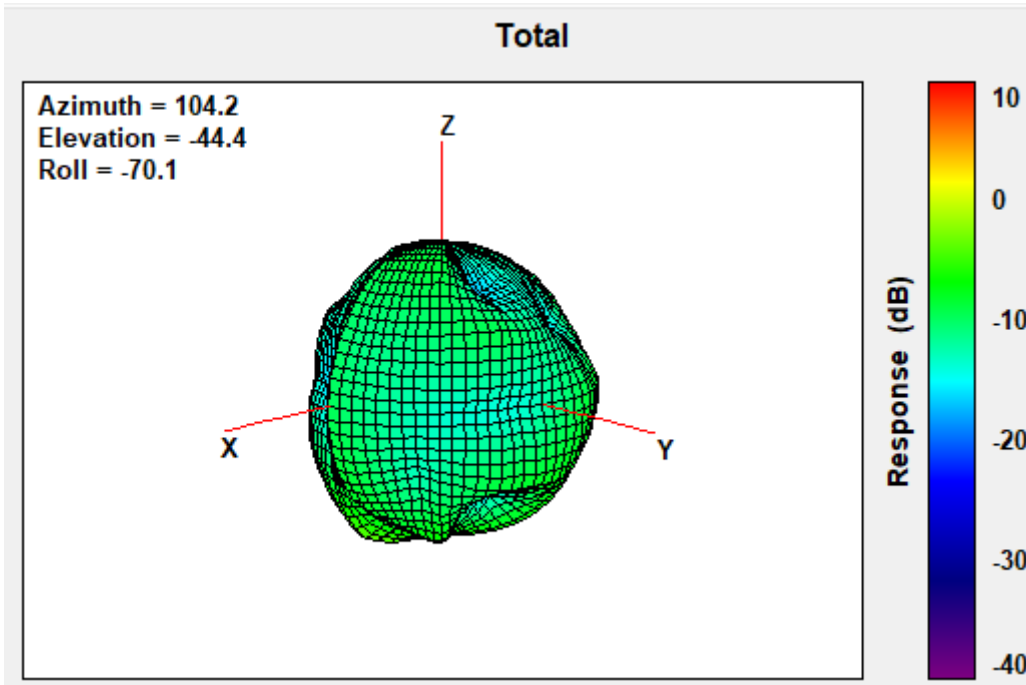 Total
Azimuth = 104.2
Elevation = -44.4
Roll = -70.1
Z
X
Y
10
0
-10
-20
-30
-40
Response (dB)